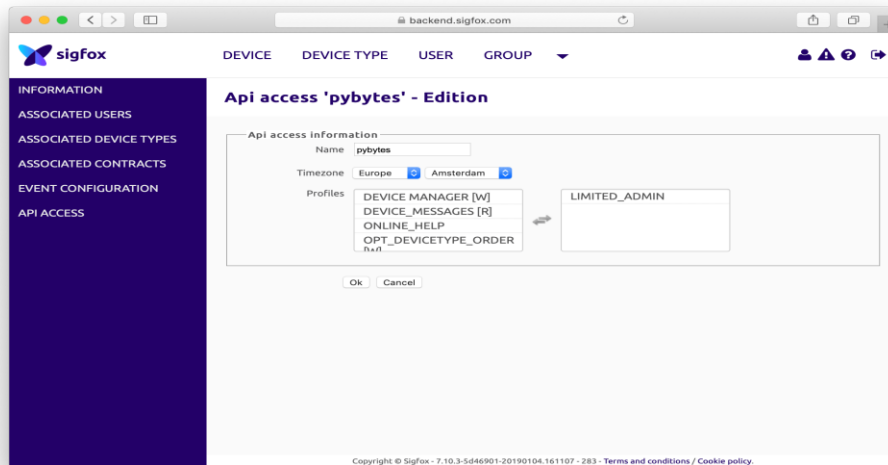 backend.sigfox.com
sigfox
DEVICE DEVICE TYPE USER GROUP
INFORMATION
ASSOCIATED USERS
ASSOCIATED DEVICE TYPES
ASSOCIATED CONTRACTS
EVENT CONFIGURATION
API ACCESS
Api access 'pybytes' - Edition
Api access information
Name pybytes
Timezone Europe Amsterdam
Profiles
DEVICE MANAGER [W]
DEVICE_MESSAGES [R]
ONLINE_HELP
OPT_DEVICETYPE_ORDER
[W]
LIMITED_ADMIN
Ok Cancel
Copyright © Sigfox - 7.10.3-5d46901-20190104.161107 - 283 - Terms and conditions / Cookie policy.